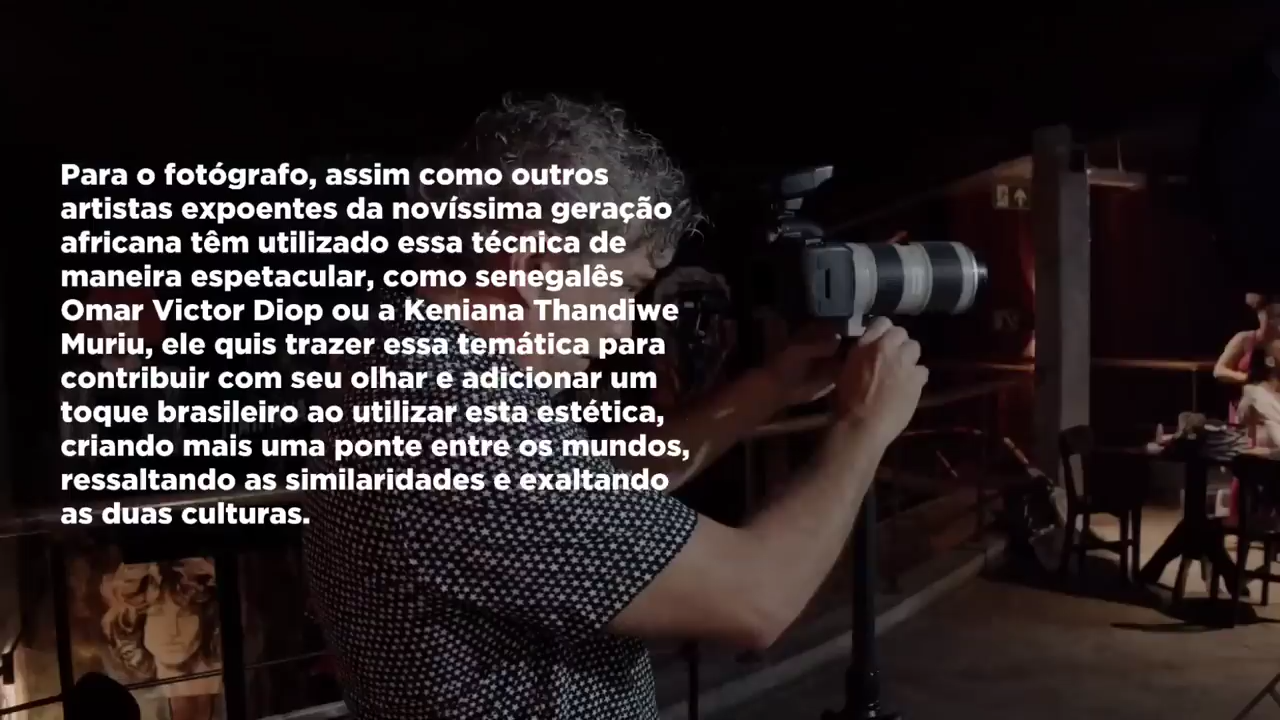 Para o fotógrafo, assim como outros
artistas expoentes da novíssima geração
africana têm utilizado essa técnica de
maneira espetacular, como senegalês
Omar Victor Diop ou a Keniana Thandiwe
Muriu, ele quis trazer essa temática para
contribuir com seu olhar e adicionar um
toque brasileiro ao utilizar esta estética,
criando mais uma ponte entre os mundos,
ressaltando as similaridades e exaltando
as duas culturas.